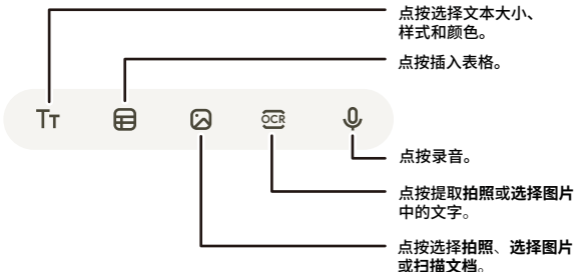 点按选择文本大小、
样式和颜色。
点按插入表格。
TT
OCR
点按录音。
点按提取拍照或选择图片
中的文字。
点按选择拍照、选择图片
或扫描文档。